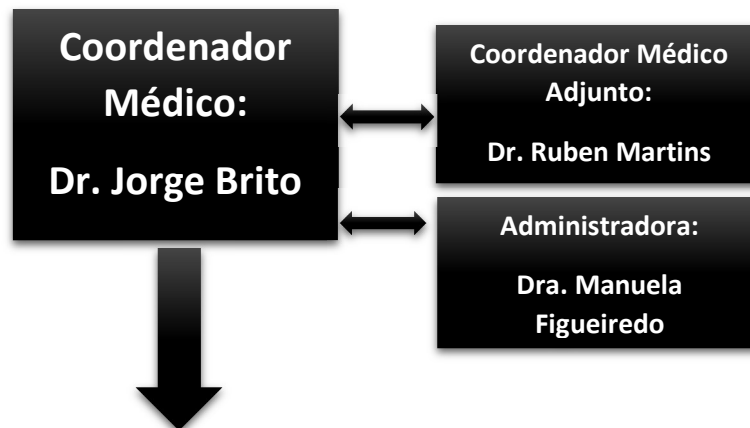 Coordenador
Médico:
Dr. Jorge Brito
Coordenador Médico
Adjunto:
Dr. Ruben Martins
Administradora:
Dra. Manuela
Figueiredo